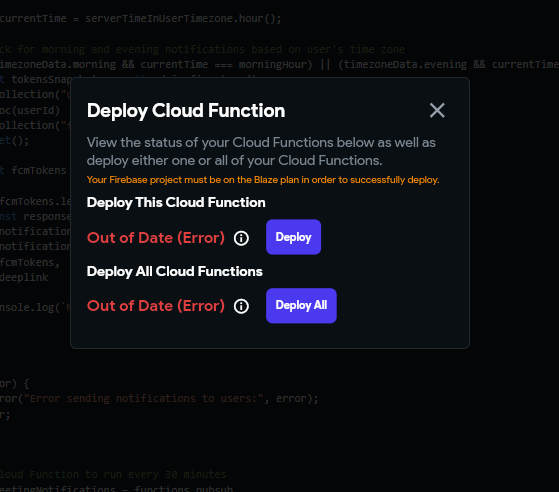 currentTime = serverTimeInUserTimezone.hour();
ck for morning and evening notifications based on user's time zone
timezoneData.morning && currentTime === morningHour) || (timezoneData.evening && currentTime
Deploy Cloud Function
View the status of your Cloud Functions below as well as
deploy either one or all of your Cloud Functions.
Your Firebase project must be on the Blaze plan in order to successfully deploy.
Deploy This Cloud Function
Out of Date (Error) Deploy
Deploy All Cloud Functions
Out of Date (Error) Deploy All
t tokensSnap
ollection("u
oc(userId)
ollection("f
et();
t fcmTokens
fcmTokens.le
nst response
notification
notification
fcmTokens,
deeplink
nsole.log(`N
or) {
ror("Error sending notifications to users:", error);
r;
loud Function to run every 30 minutes
eetingNotifications = functions.pubsub